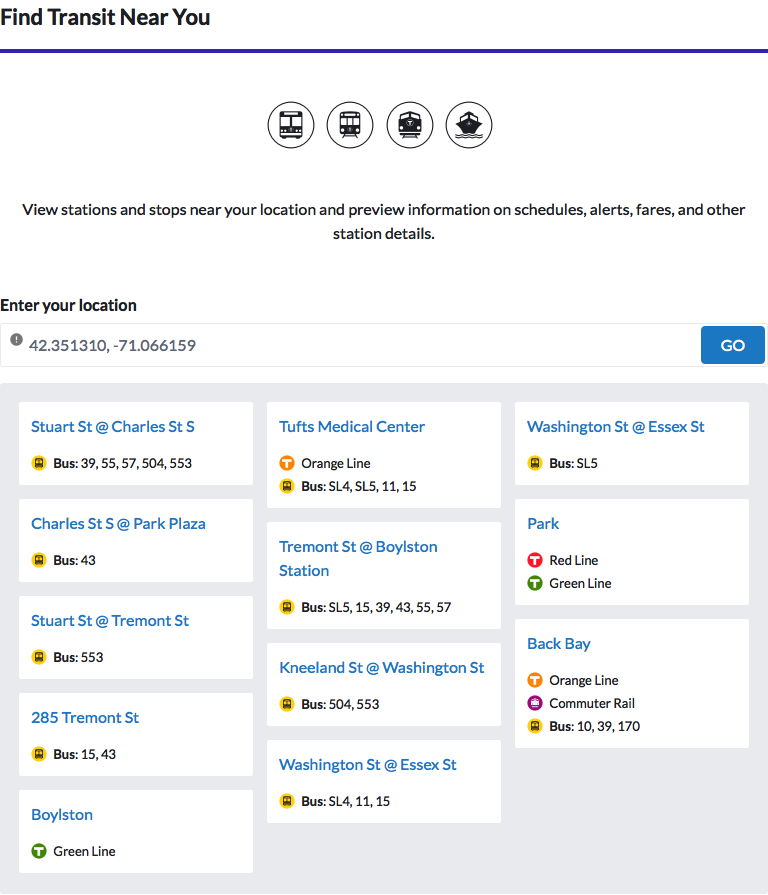 Find Transit Near You
View stations and stops near your location and preview information on schedules, alerts, fares, and other
station details.
Enter your location
42.351310, -71.066159
GO
Stuart St @ Charles St S
Bus: 39, 55, 57, 504, 553
Charles St S @ Park Plaza
Bus: 43
Stuart St @ Tremont St
Bus: 553
285 Tremont St
Bus: 15, 43
Boylston
Green Line
Tufts Medical Center
Orange Line
Bus: SL4, SL5, 11, 15
Tremont St @ Boylston
Station
Bus: SL5, 15, 39, 43, 55, 57
Kneeland St @ Washington St
Bus: 504, 553
Washington St @ Essex St
Bus: SL4, 11, 15
Washington St @ Essex St
Bus: SL5
Park
Red Line
Green Line
Back Bay
Orange Line
Commuter Rail
Bus: 10, 39, 170